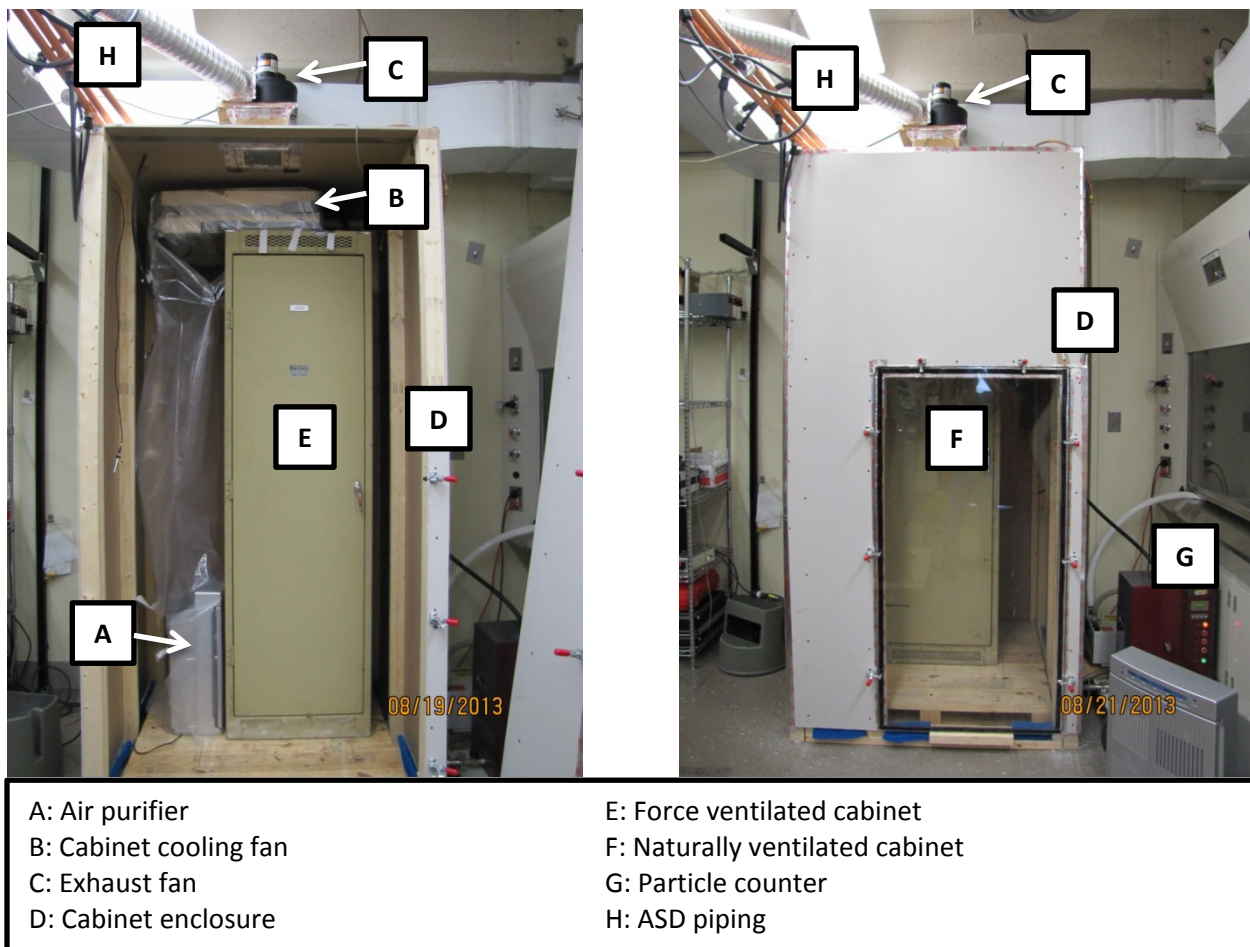 H
C
H
C
B
D
D
E
F
G
A
08/19/2013
08/21/2013
A: Air purifier
B: Cabinet cooling fan
C: Exhaust fan
D: Cabinet enclosure
E: Force ventilated cabinet
F: Naturally ventilated cabinet
G: Particle counter
H: ASD piping